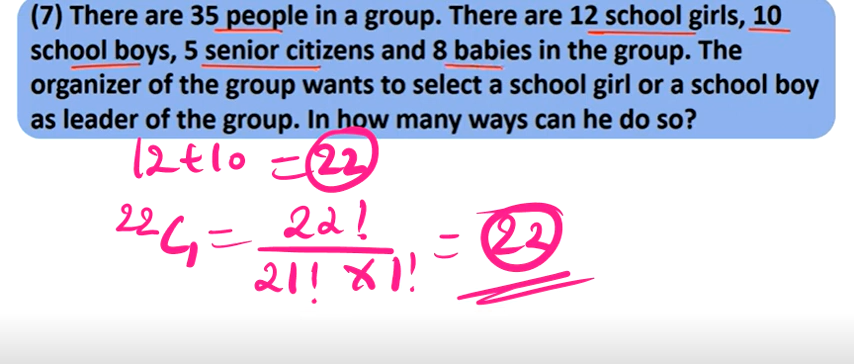 (7) There are 35 people in a group. There are 12 school girls, 10
school boys, 5 senior citizens and 8 babies in the group. The
organizer of the group wants to select a school girl or a school boy
as leader of the group. In how many ways can he do so?
12+10 = 22
²²C₁ = 22! / 21! × 1! = 22